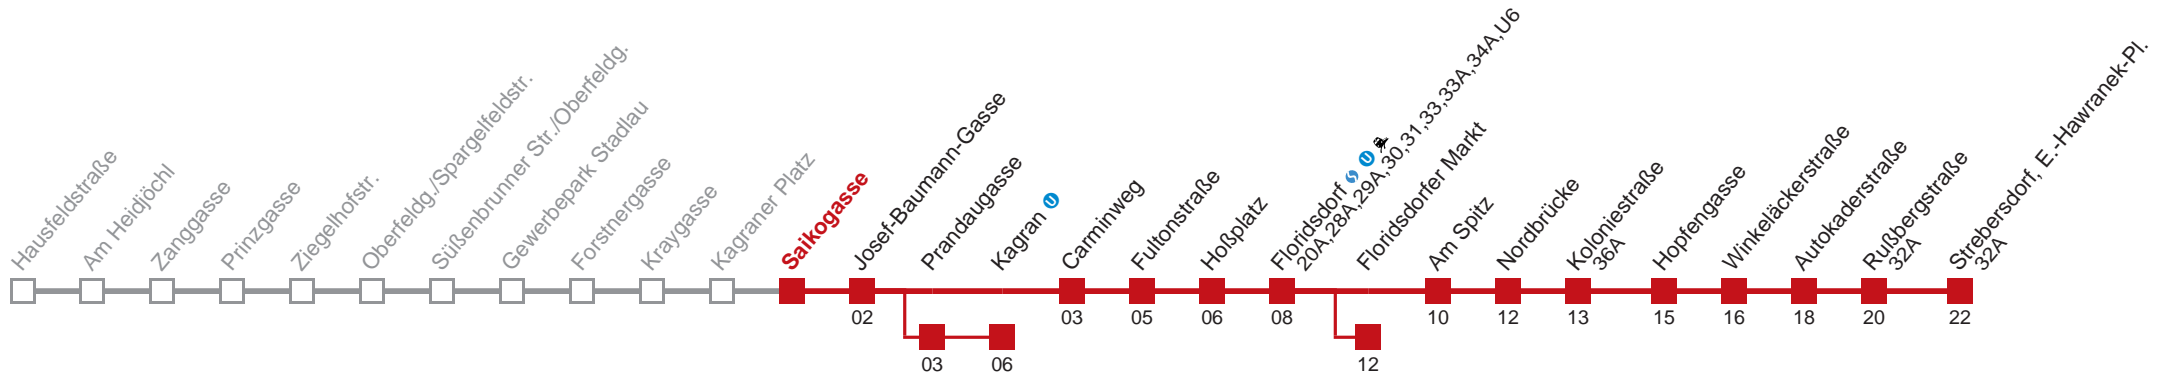 Hausfeldstraße
Am Heidjöchl
Zanggasse
Prinzgasse
Ziegelhofstr.
Oberfeldg./Spargelfeldstr.
Süßenbrunner Str./Oberfeldg.
Gewerbepark Stadlau
Forstnergasse
Kraygasse
Kagraner Platz
Saikogasse
Josef-Baumann-Gasse
Prandaugasse
Kagran U
Carminweg
Fultonstraße
Hoßplatz
Floridsdorf S U
20A,28A,29A,30,31,33,33A,34A,U6
Floridsdorfer Markt
Am Spitz
Nordbrücke
Koloniestraße
36A
Hopfengasse
Winkeläckerstraße
Autokaderstraße
Rußbergstraße
32A
Strebersdorf, E.-Hawranek-Pl.
32A
02 03 05 06 08 10 12 13 15 16 18 20 22
03 06 12